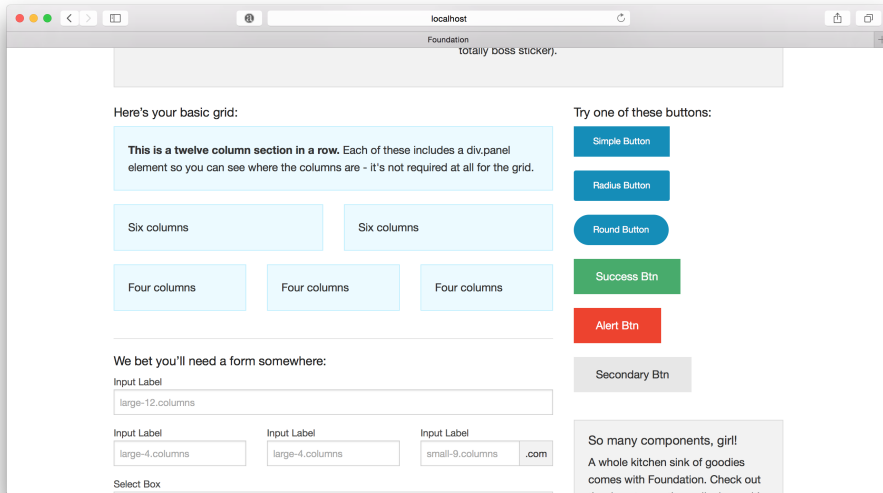 localhost
Foundation
totally boss sticker).
Here's your basic grid:
This is a twelve column section in a row. Each of these includes a div.panel
element so you can see where the columns are - it's not required at all for the grid.
Six columns
Six columns
Four columns
Four columns
Four columns
We bet you'll need a form somewhere:
Input Label
large-12.columns
Input Label
Input Label
Input Label
large-4.columns
large-4.columns
small-9.columns
.com
Select Box
Try one of these buttons:
Simple Button
Radius Button
Round Button
Success Btn
Alert Btn
Secondary Btn
So many components, girl!
A whole kitchen sink of goodies
comes with Foundation. Check out